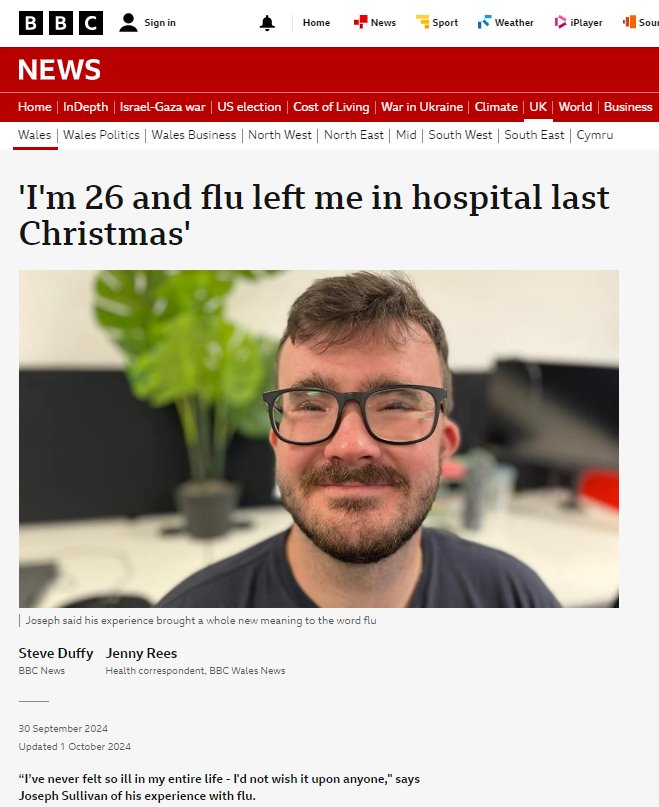 BBC Sign in Home News Sport Weather iPlayer
NEWS
Home InDepth Israel-Gaza war US election Cost of Living War in Ukraine Climate UK World Business
Wales Wales Politics Wales Business North West North East Mid South West South East Cymru
'I'm 26 and flu left me in hospital last
Christmas'
Joseph said his experience brought a whole new meaning to the word flu
Steve Duffy Jenny Rees
BBC News Health correspondent, BBC Wales News
30 September 2024
Updated 1 October 2024
“I’ve never felt so ill in my entire life - I'd not wish it upon anyone," says
Joseph Sullivan of his experience with flu.